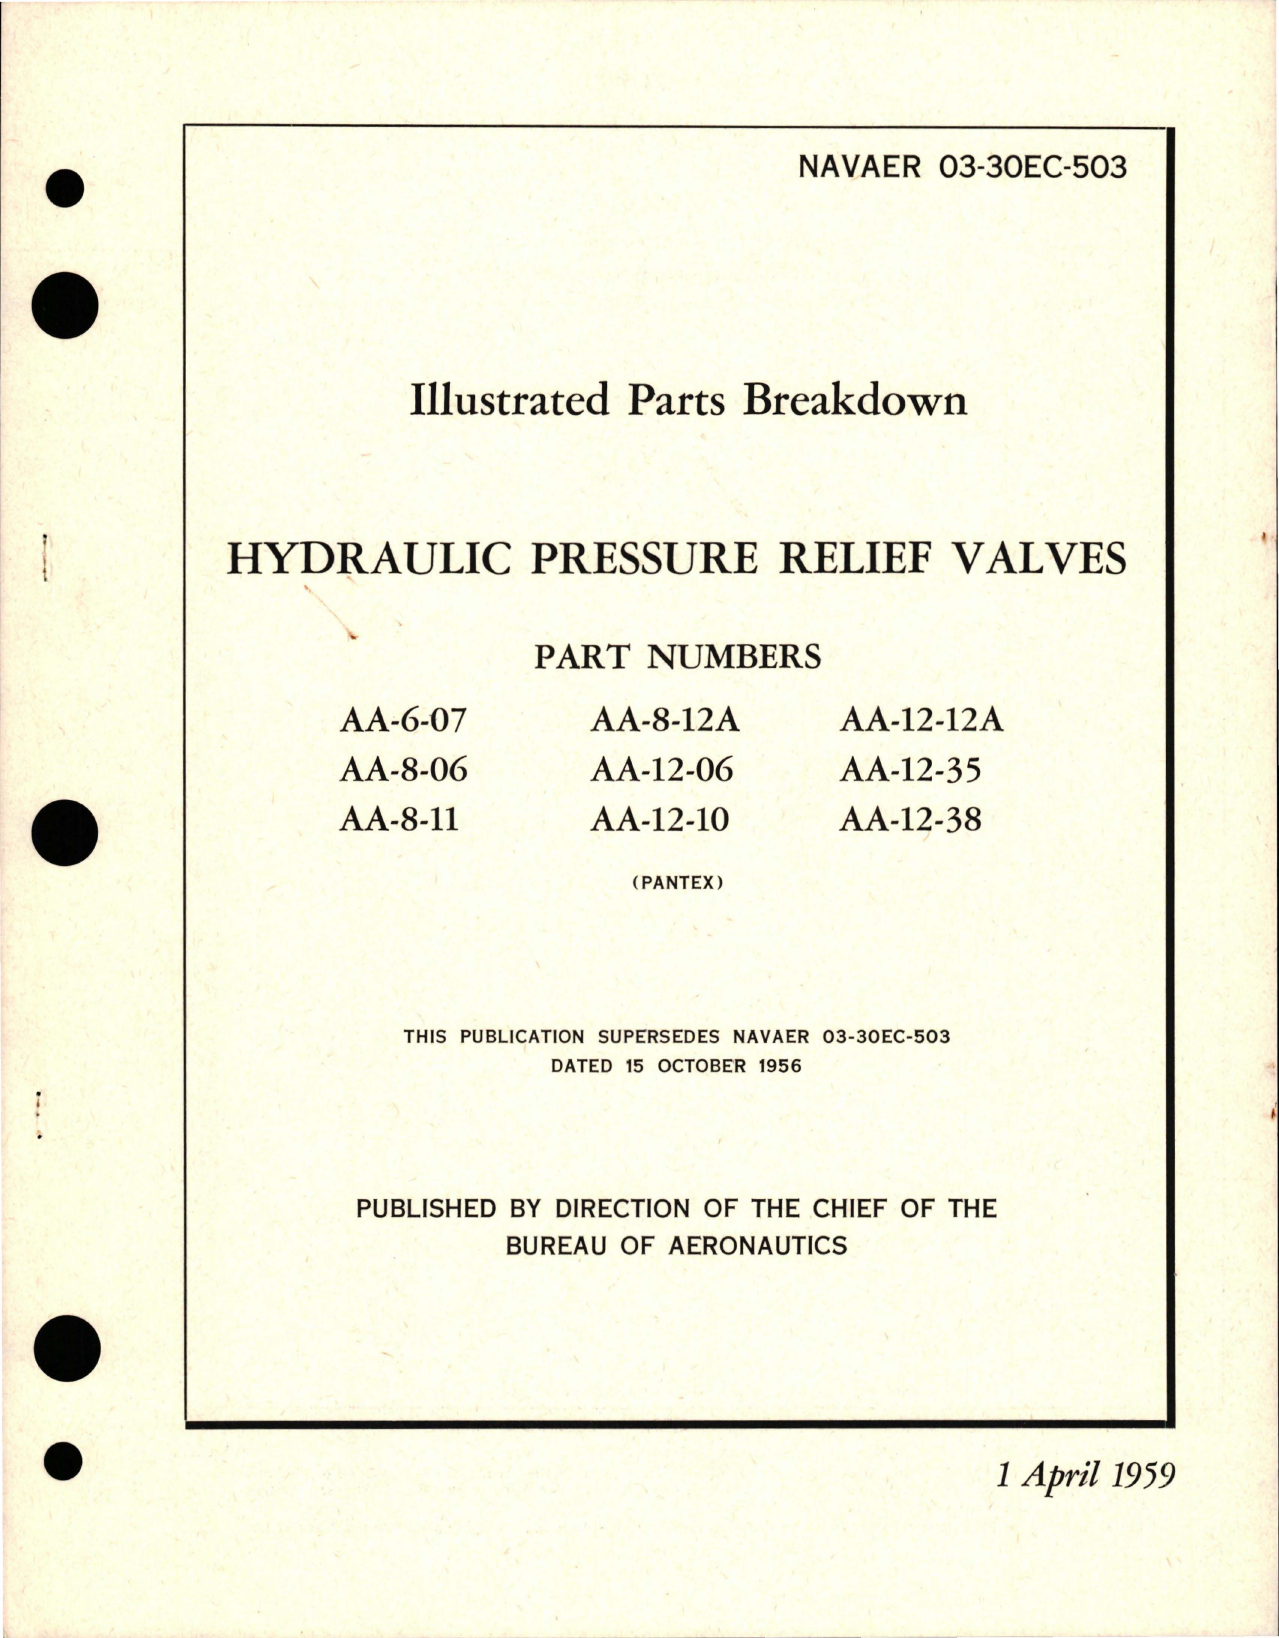 NAVAER 03-30EC-503
Illustrated Parts Breakdown
HYDRAULIC PRESSURE RELIEF VALVES
PART NUMBERS
AA-6-07 AA-8-12A AA-12-12A
AA-8-06 AA-12-06 AA-12-35
AA-8-11 AA-12-10 AA-12-38
(PANTEX)
THIS PUBLICATION SUPERSEDES NAVAER 03-30EC-503
DATED 15 OCTOBER 1956
PUBLISHED BY DIRECTION OF THE CHIEF OF THE
BUREAU OF AERONAUTICS
1 April 1959